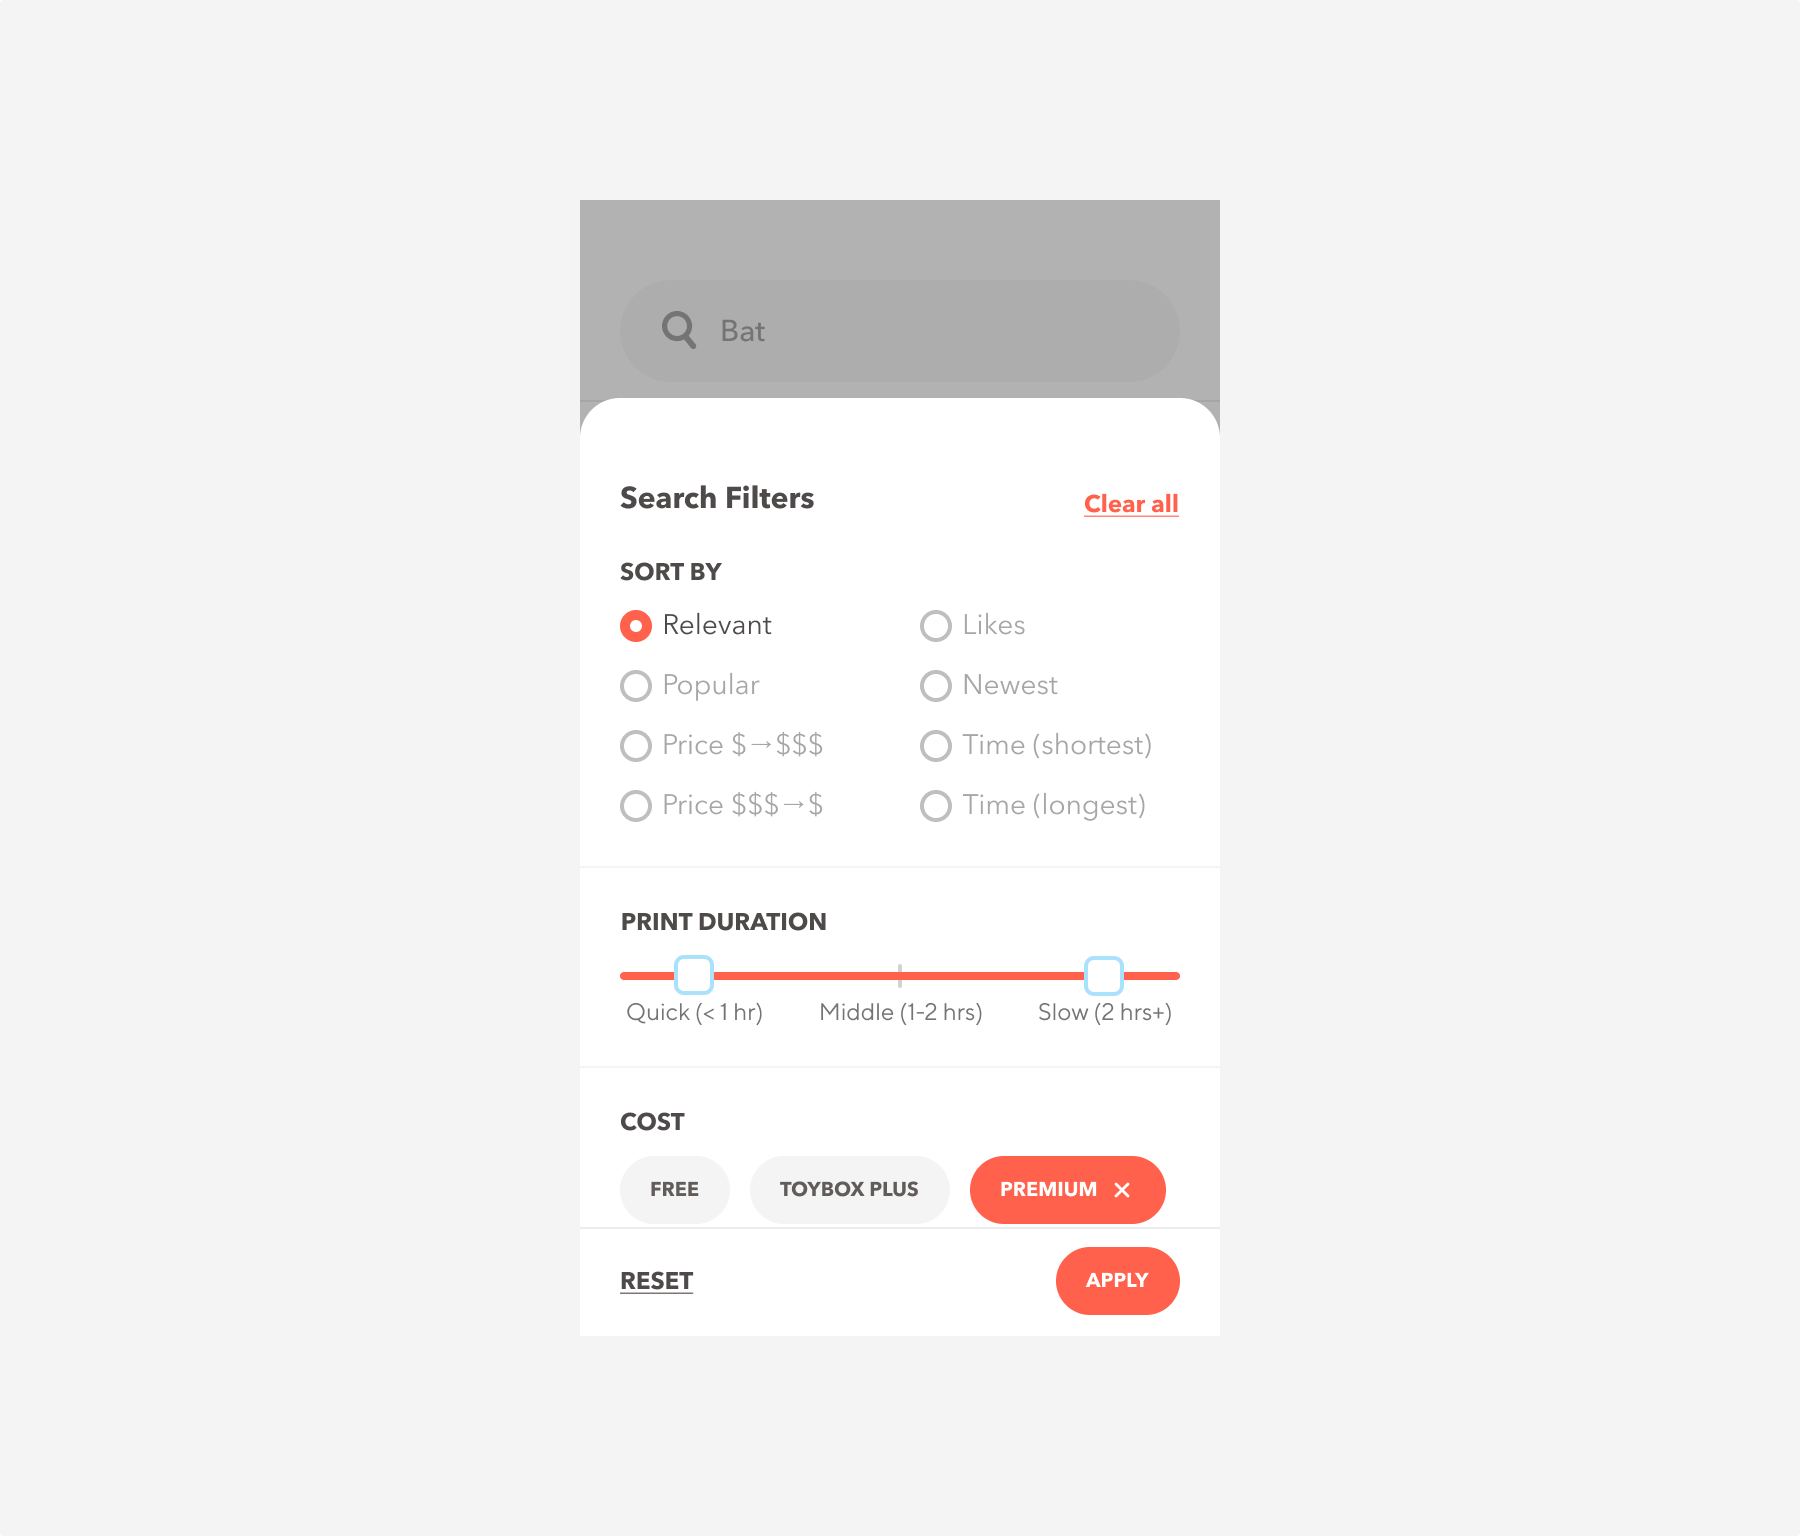 Bat
Search Filters
Clear all
SORT BY
Relevant
Likes
Popular
Newest
Price $→$$$
Time (shortest)
Price $$$→$
Time (longest)
PRINT DURATION
Quick (< 1 hr)
Middle (1-2 hrs)
Slow (2 hrs+)
COST
FREE
TOYBOX PLUS
PREMIUM ×
RESET
APPLY